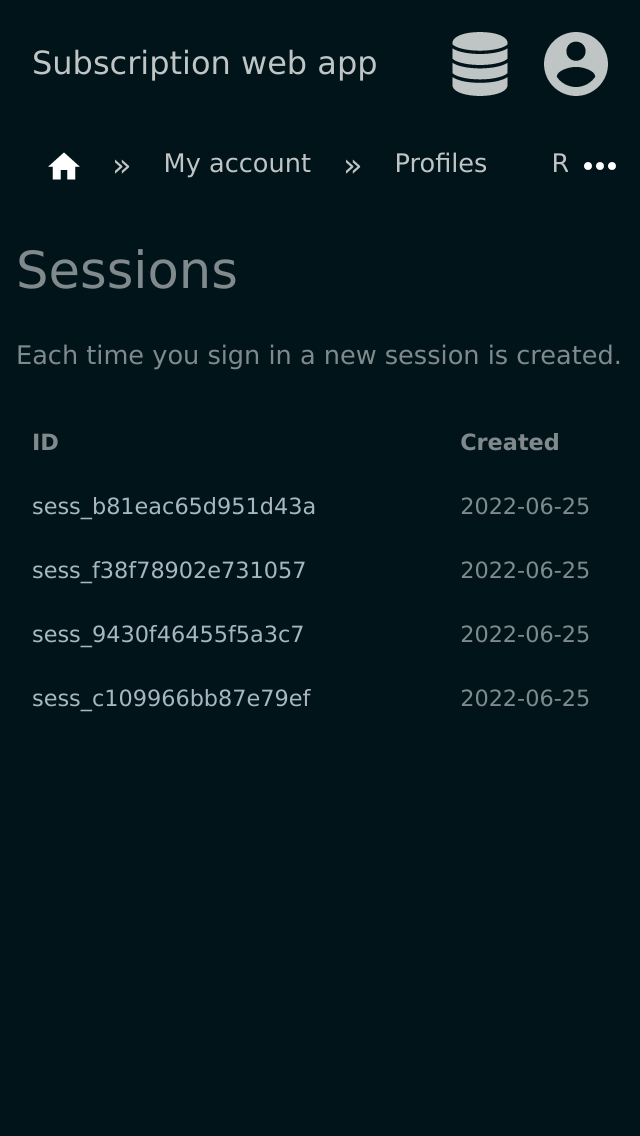 Subscription web app
» My account » Profiles R •••
Sessions
Each time you sign in a new session is created.
ID Created
sess_b81eac65d951d43a 2022-06-25
sess_f38f78902e731057 2022-06-25
sess_9430f46455f5a3c7 2022-06-25
sess_c109966bb87e79ef 2022-06-25